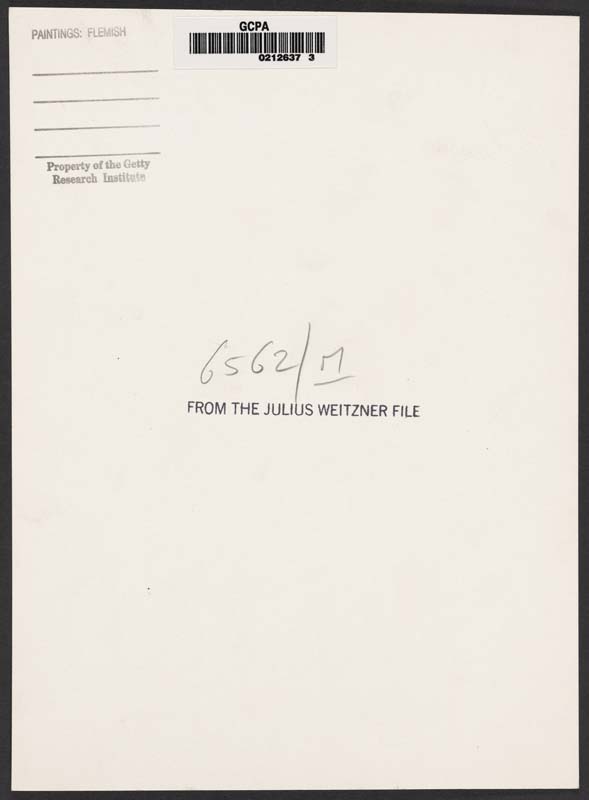 PAINTINGS: FLEMISH
GCPA
0212637 3
Property of the Getty
Research Institute
6562/M
FROM THE JULIUS WEITZNER FILE